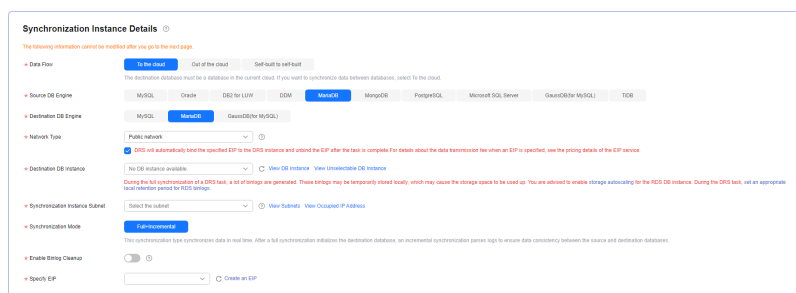 Synchronization Instance Details
The following information cannot be modified after you go to the next page.
* Data Flow To the cloud Out of the cloud Self-built to self-built
The destination database must be a database in the current cloud. If you want to synchronize data between databases, select To the cloud.
* Source DB Engine MySQL Oracle DB2 for LUW DDM MariaDB MongoDB PostgreSQL Microsoft SQL Server GaussDB(for MySQL) TiDB
* Destination DB Engine MySQL MariaDB GaussDB(for MySQL)
* Network Type Public network
DRS will automatically bind the specified EIP to the DRS instance and unbind the EIP after the task is complete.For details about the data transmission fee when an EIP is specified, see the pricing details of the EIP service.
* Destination DB Instance No DB instance available. View DB Instance View Unselectable DB Instance
During the full synchronization of a DRS task, a lot of binlogs are generated. These binlogs may be temporarily stored locally, which may cause the storage space to be used up. You are advised to enable storage autoscaling for the RDS DB instance. During the DRS task, set an appropriate
local retention period for RDS binlogs.
* Synchronization Instance Subnet Select the subnet View Subnets View Occupied IP Address
* Synchronization Mode Full+Incremental
This synchronization type synchronizes data in real time. After a full synchronization initializes the destination database, an incremental synchronization parses logs to ensure data consistency between the source and destination databases.
* Enable Binlog Cleanup
* Specify EIP Create an EIP